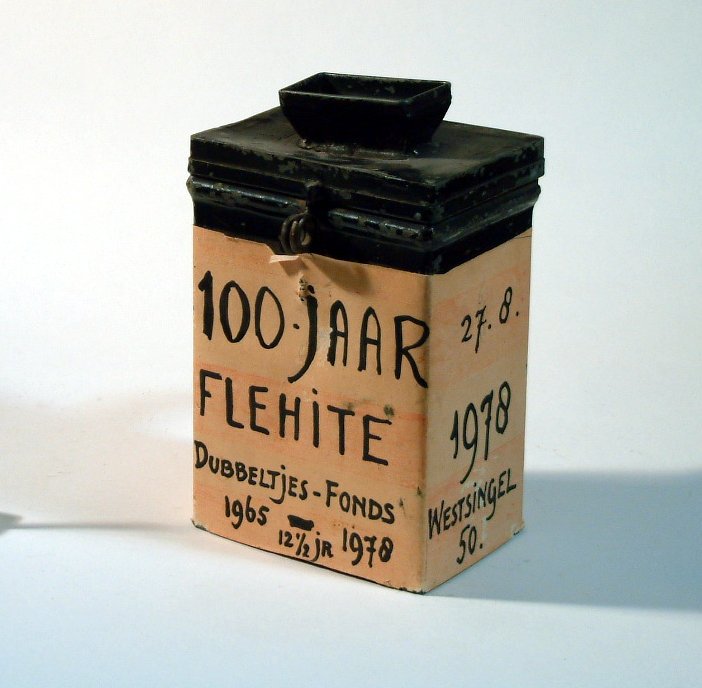 100·jAAR
FLEHiTE
DUBBELTjES-FONDS
1965 - 1978
12½ jR
27.8.
1978
WESTSiNGEL
50.